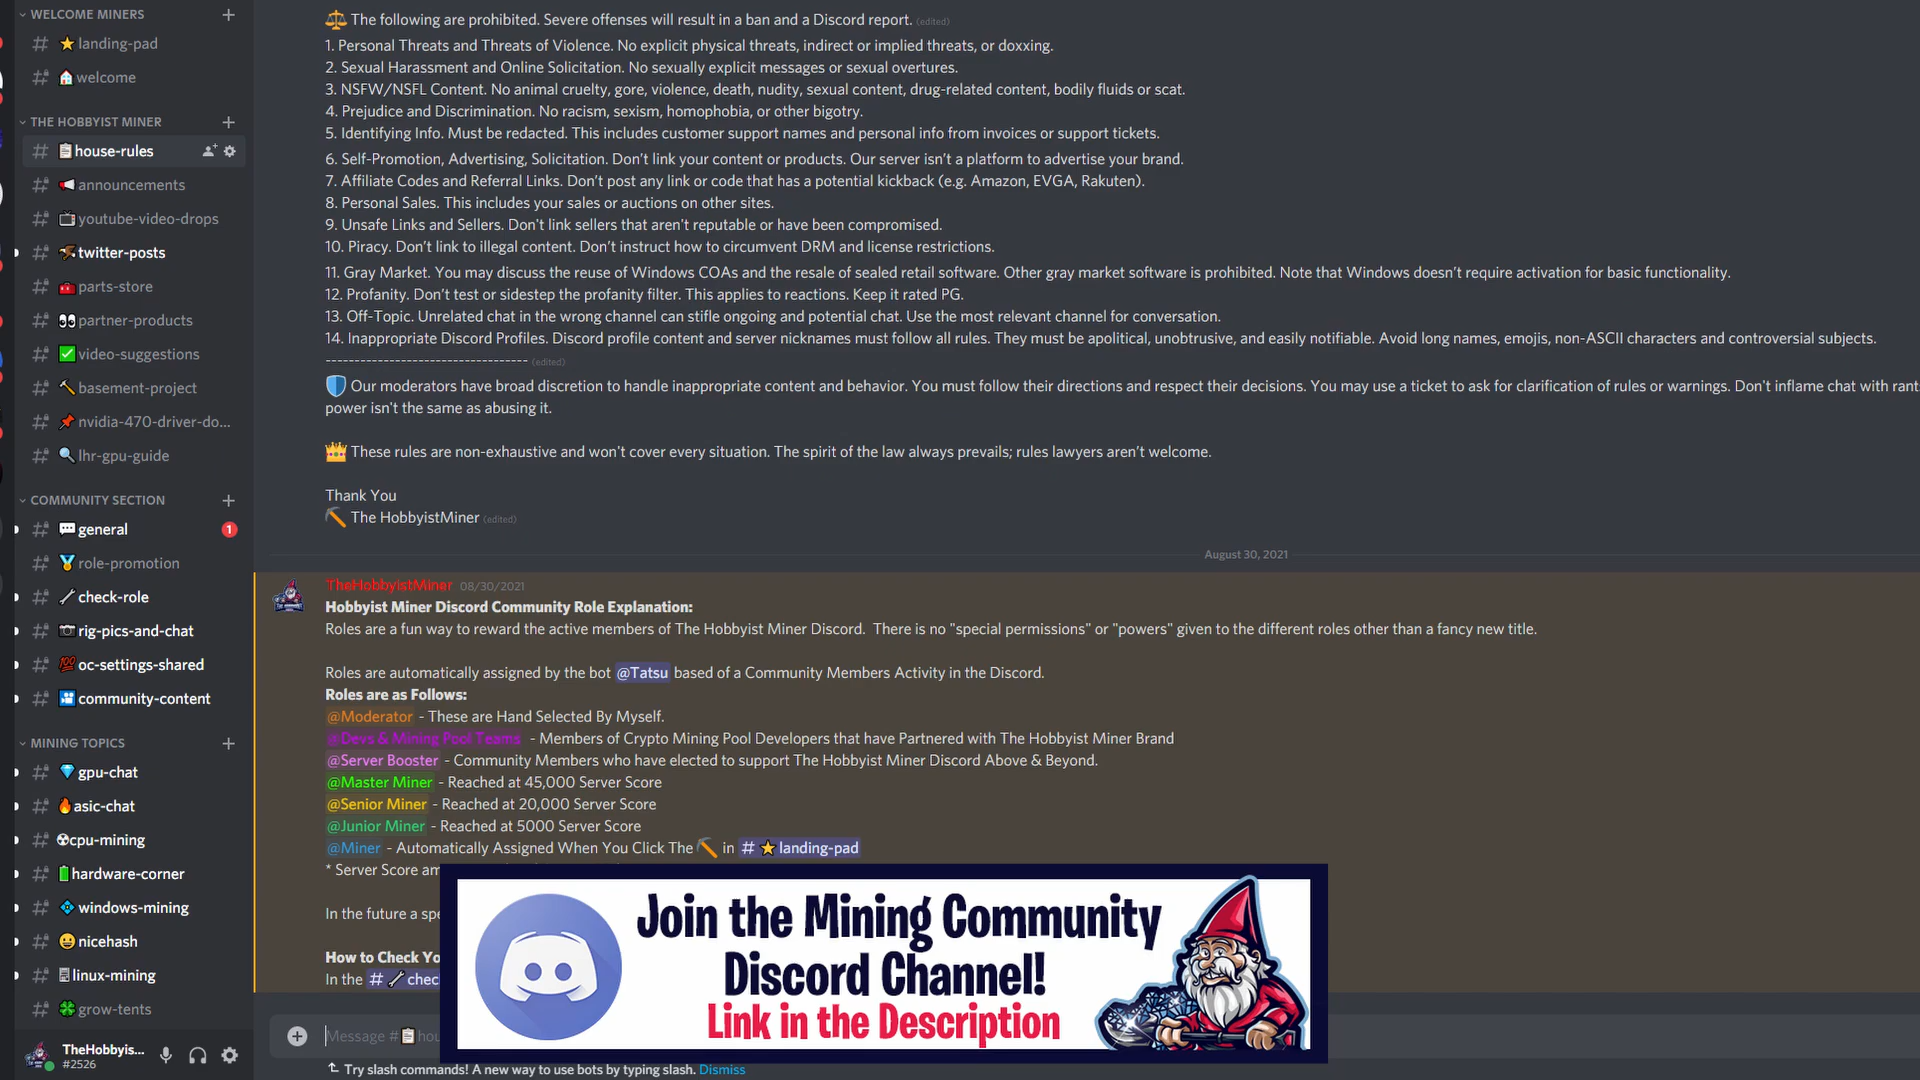 WELCOME MINERS
landing-pad
welcome
THE HOBBYIST MINER
house-rules
announcements
youtube-video-drops
twitter-posts
parts-store
partner-products
video-suggestions
basement-project
nvidia-470-driver-do...
lhr-gpu-guide
COMMUNITY SECTION
general
1
role-promotion
check-role
rig-pics-and-chat
oc-settings-shared
community-content
MINING TOPICS
gpu-chat
asic-chat
cpu-mining
hardware-corner
windows-mining
nicehash
linux-mining
grow-tents
TheHobbyis...
#2526
The following are prohibited. Severe offenses will result in a ban and a Discord report. (edited)
1. Personal Threats and Threats of Violence. No explicit physical threats, indirect or implied threats, or doxxing.
2. Sexual Harassment and Online Solicitation. No sexually explicit messages or sexual overtures.
3. NSFW/NSFL Content. No animal cruelty, gore, violence, death, nudity, sexual content, drug-related content, bodily fluids or scat.
4. Prejudice and Discrimination. No racism, sexism, homophobia, or other bigotry.
5. Identifying Info. Must be redacted. This includes customer support names and personal info from invoices or support tickets.
6. Self-Promotion, Advertising, Solicitation. Don’t link your content or products. Our server isn’t a platform to advertise your brand.
7. Affiliate Codes and Referral Links. Don’t post any link or code that has a potential kickback (e.g. Amazon, EVGA, Rakuten).
8. Personal Sales. This includes your sales or auctions on other sites.
9. Unsafe Links and Sellers. Don't link sellers that aren’t reputable or have been compromised.
10. Piracy. Don’t link to illegal content. Don’t instruct how to circumvent DRM and license restrictions.
11. Gray Market. You may discuss the reuse of Windows COAs and the resale of sealed retail software. Other gray market software is prohibited. Note that Windows doesn’t require activation for basic functionality.
12. Profanity. Don’t test or sidestep the profanity filter. This applies to reactions. Keep it rated PG.
13. Off-Topic. Unrelated chat in the wrong channel can stifle ongoing and potential chat. Use the most relevant channel for conversation.
14. Inappropriate Discord Profiles. Discord profile content and server nicknames must follow all rules. They must be apolitical, unobtrusive, and easily notifiable. Avoid long names, emojis, non-ASCII characters and controversial subjects.
----------------------------------- (edited)
Our moderators have broad discretion to handle inappropriate content and behavior. You must follow their directions and respect their decisions. You may use a ticket to ask for clarification of rules or warnings. Don't inflame chat with rants
power isn't the same as abusing it.
These rules are non-exhaustive and won't cover every situation. The spirit of the law always prevails; rules lawyers aren’t welcome.
Thank You
The HobbyistMiner (edited)
August 30, 2021
TheHobbyistMiner 08/30/2021
Hobbyist Miner Discord Community Role Explanation:
Roles are a fun way to reward the active members of The Hobbyist Miner Discord. There is no "special permissions" or "powers" given to the different roles other than a fancy new title.
Roles are automatically assigned by the bot @Tatsu based of a Community Members Activity in the Discord.
Roles are as Follows:
@Moderator - These are Hand Selected By Myself.
@Devs & Mining Pool Teams - Members of Crypto Mining Pool Developers that have Partnered with The Hobbyist Miner Brand
@Server Booster - Community Members who have elected to support The Hobbyist Miner Discord Above & Beyond.
@Master Miner - Reached at 45,000 Server Score
@Senior Miner - Reached at 20,000 Server Score
@Junior Miner - Reached at 5000 Server Score
@Miner - Automatically Assigned When You Click The in # landing-pad
* Server Score am
In the future a spe
How to Check Yo
In the # chec
Message # hou
Try slash commands! A new way to use bots by typing slash. Dismiss
Join the Mining Community
Discord Channel!
Link in the Description